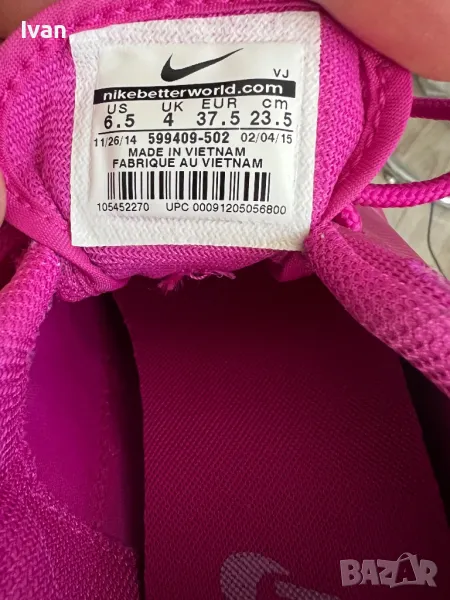 Ivan .
VJ
nikebetterworld.com
US UK EUR cm
6.5 4 37.5 23.5
11/26/14 599409-502 02/04/15
MADE IN VIETNAM
FABRIQUE AU VIETNAM
105452270 UPC 00091205056800
BAZAR